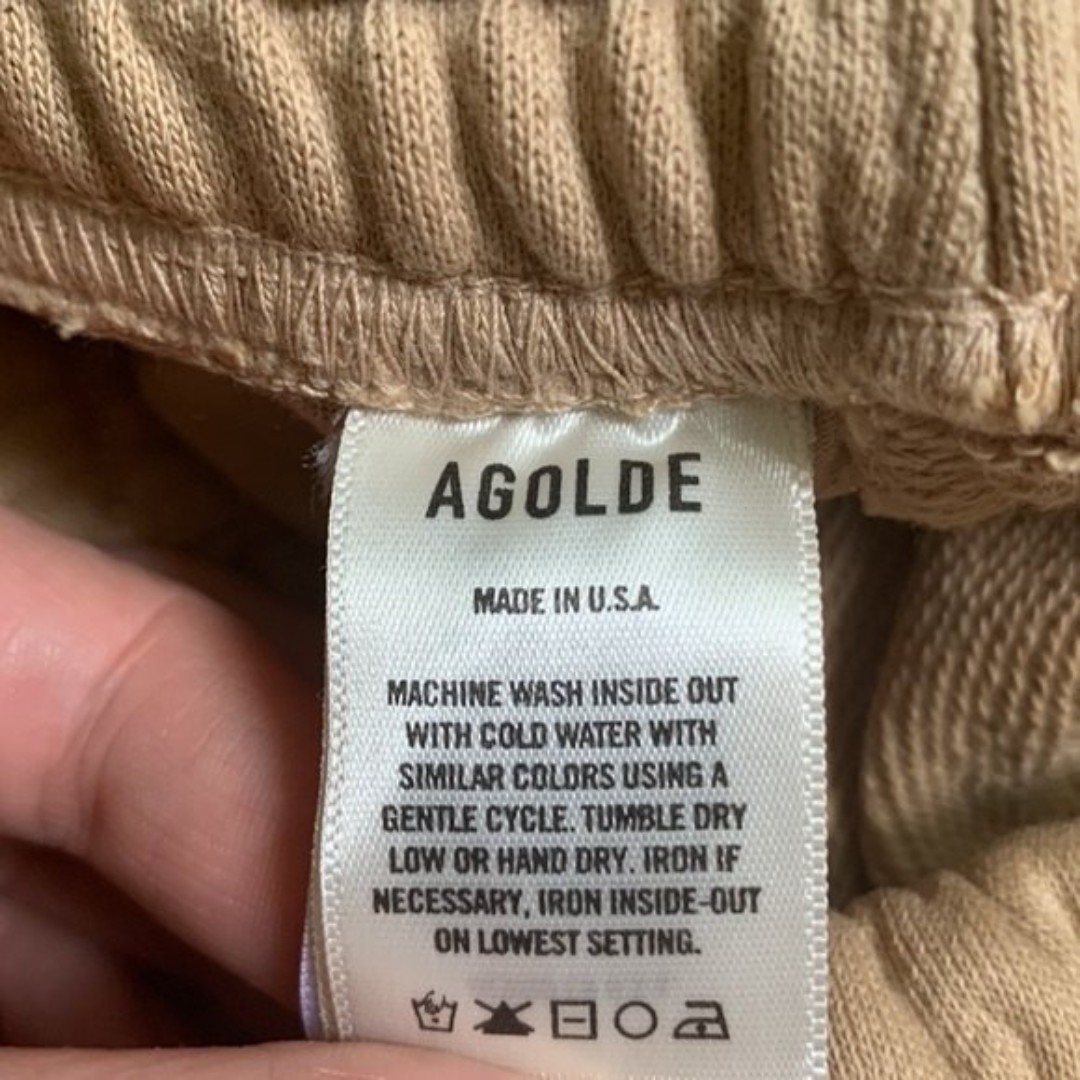 AGOLDE
MADE IN U.S.A.
MACHINE WASH INSIDE OUT
WITH COLD WATER WITH
SIMILAR COLORS USING A
GENTLE CYCLE. TUMBLE DRY
LOW OR HAND DRY. IRON IF
NECESSARY, IRON INSIDE-OUT
ON LOWEST SETTING.